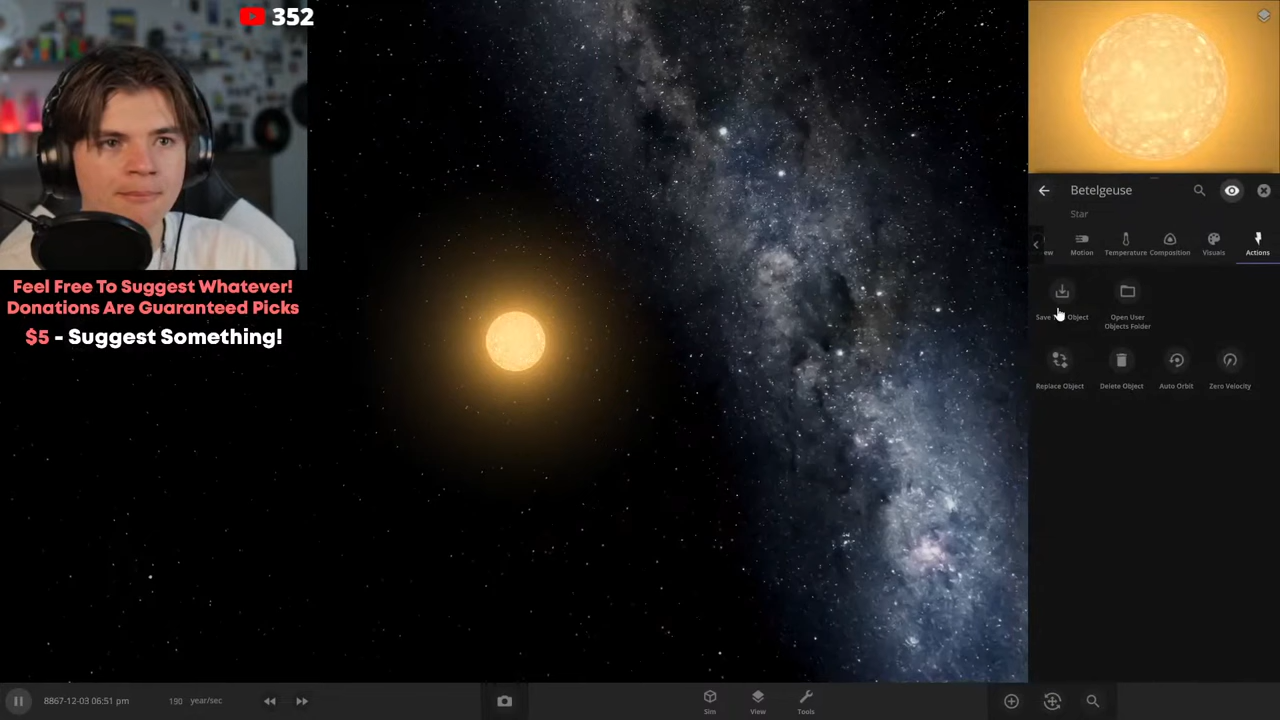 352
Feel Free To Suggest Whatever!
Donations Are Guaranteed Picks
$5 - Suggest Something!
Betelgeuse
Star
ew Motion Temperature Composition Visuals Actions
Save Object
Open User
Objects Folder
Replace Object Delete Object Auto Orbit Zero Velocity
8867-12-03 06:51 pm 190 year/sec
Sim View Tools